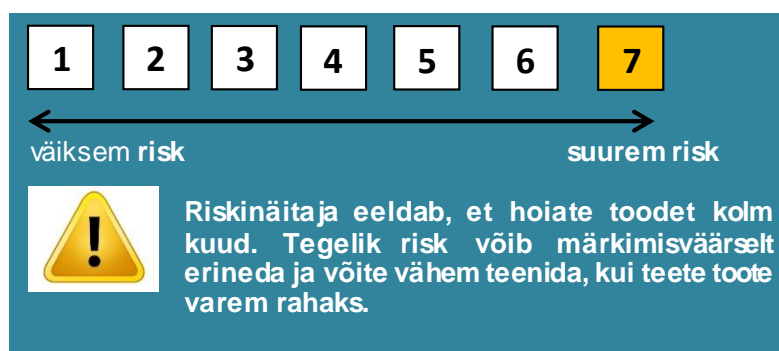 1 2 3 4 5 6 7
väiksem risk suurem risk
Riskinäitaja eeldab, et hoiate toodet kolm
kuud. Tegelik risk võib märkimisväärselt
erineda ja võite vähem teenida, kui teete toote
varem rahaks.